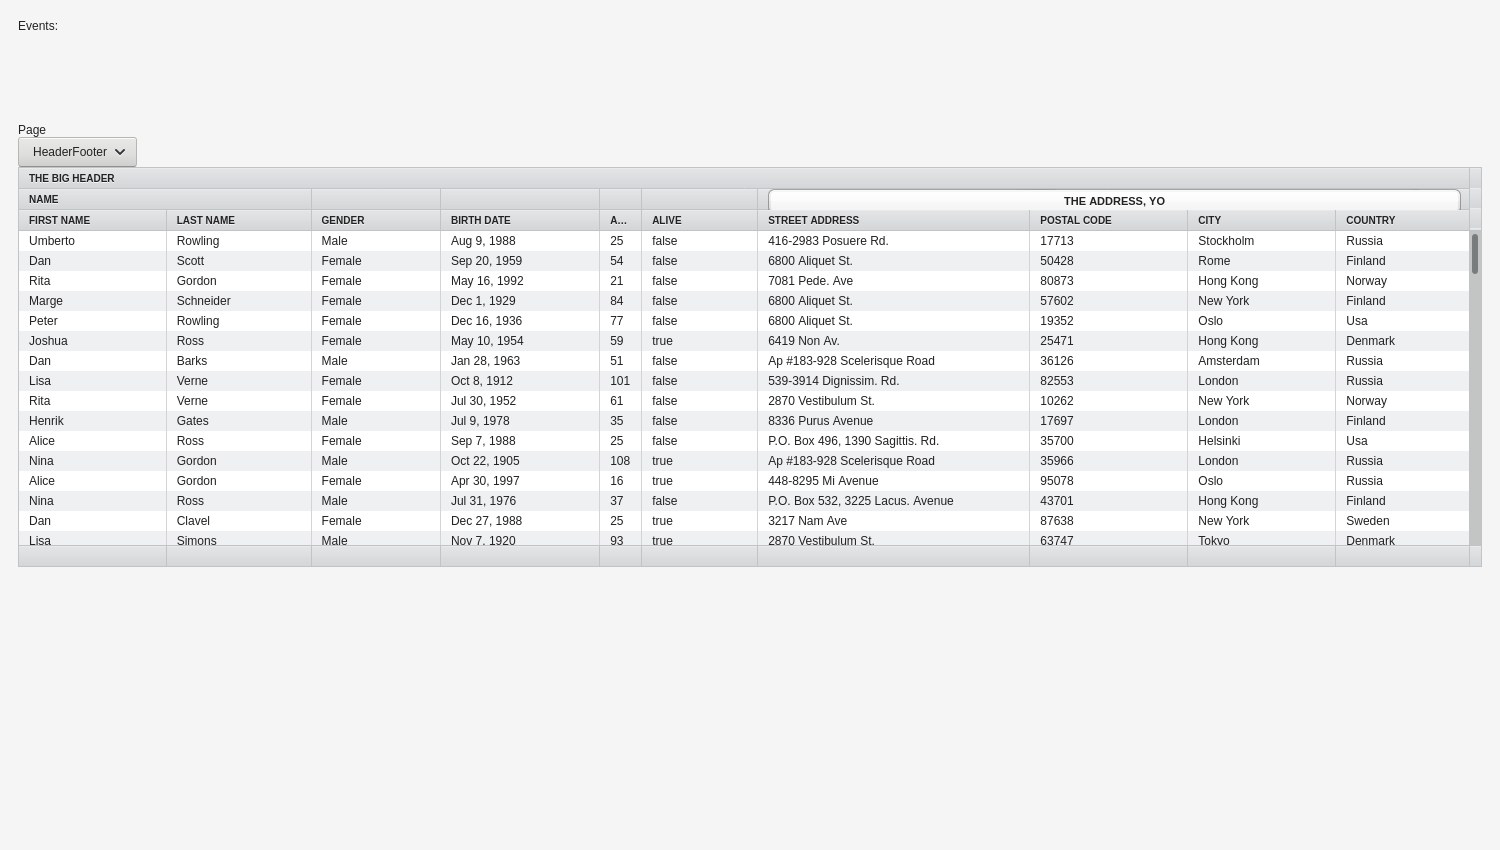 Events:
Page
HeaderFooter
THE BIG HEADER
NAME THE ADDRESS, YO
FIRST NAME LAST NAME GENDER BIRTH DATE A... ALIVE STREET ADDRESS POSTAL CODE CITY COUNTRY
Umberto Rowling Male Aug 9, 1988 25 false 416-2983 Posuere Rd. 17713 Stockholm Russia
Dan Scott Female Sep 20, 1959 54 false 6800 Aliquet St. 50428 Rome Finland
Rita Gordon Female May 16, 1992 21 false 7081 Pede. Ave 80873 Hong Kong Norway
Marge Schneider Female Dec 1, 1929 84 false 6800 Aliquet St. 57602 New York Finland
Peter Rowling Female Dec 16, 1936 77 false 6800 Aliquet St. 19352 Oslo Usa
Joshua Ross Female May 10, 1954 59 true 6419 Non Av. 25471 Hong Kong Denmark
Dan Barks Male Jan 28, 1963 51 false Ap #183-928 Scelerisque Road 36126 Amsterdam Russia
Lisa Verne Female Oct 8, 1912 101 false 539-3914 Dignissim. Rd. 82553 London Russia
Rita Verne Female Jul 30, 1952 61 false 2870 Vestibulum St. 10262 New York Norway
Henrik Gates Male Jul 9, 1978 35 false 8336 Purus Avenue 17697 London Finland
Alice Ross Female Sep 7, 1988 25 false P.O. Box 496, 1390 Sagittis. Rd. 35700 Helsinki Usa
Nina Gordon Male Oct 22, 1905 108 true Ap #183-928 Scelerisque Road 35966 London Russia
Alice Gordon Female Apr 30, 1997 16 true 448-8295 Mi Avenue 95078 Oslo Russia
Nina Ross Male Jul 31, 1976 37 false P.O. Box 532, 3225 Lacus. Avenue 43701 Hong Kong Finland
Dan Clavel Female Dec 27, 1988 25 true 3217 Nam Ave 87638 New York Sweden
Lisa Simons Male Nov 7, 1920 93 true 2870 Vestibulum St. 63747 Tokyo Denmark